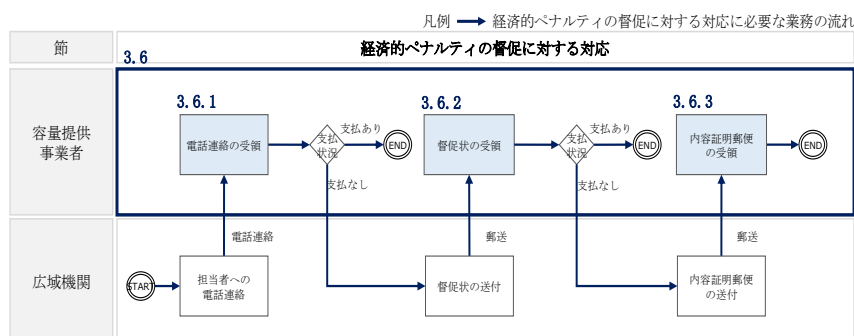 凡例 経済的ペナルティの督促に対する対応に必要な業務の流れ
節
3.6
経済的ペナルティの督促に対する対応
容量提供
事業者
3.6.1
電話連絡の受領
支払
状況
支払あり
END
支払なし
3.6.2
督促状の受領
支払
状況
支払あり
END
支払なし
3.6.3
内容証明郵便
の受領
END
電話連絡
郵送
郵送
広域機関
START
担当者への
電話連絡
督促状の送付
内容証明郵便
の送付